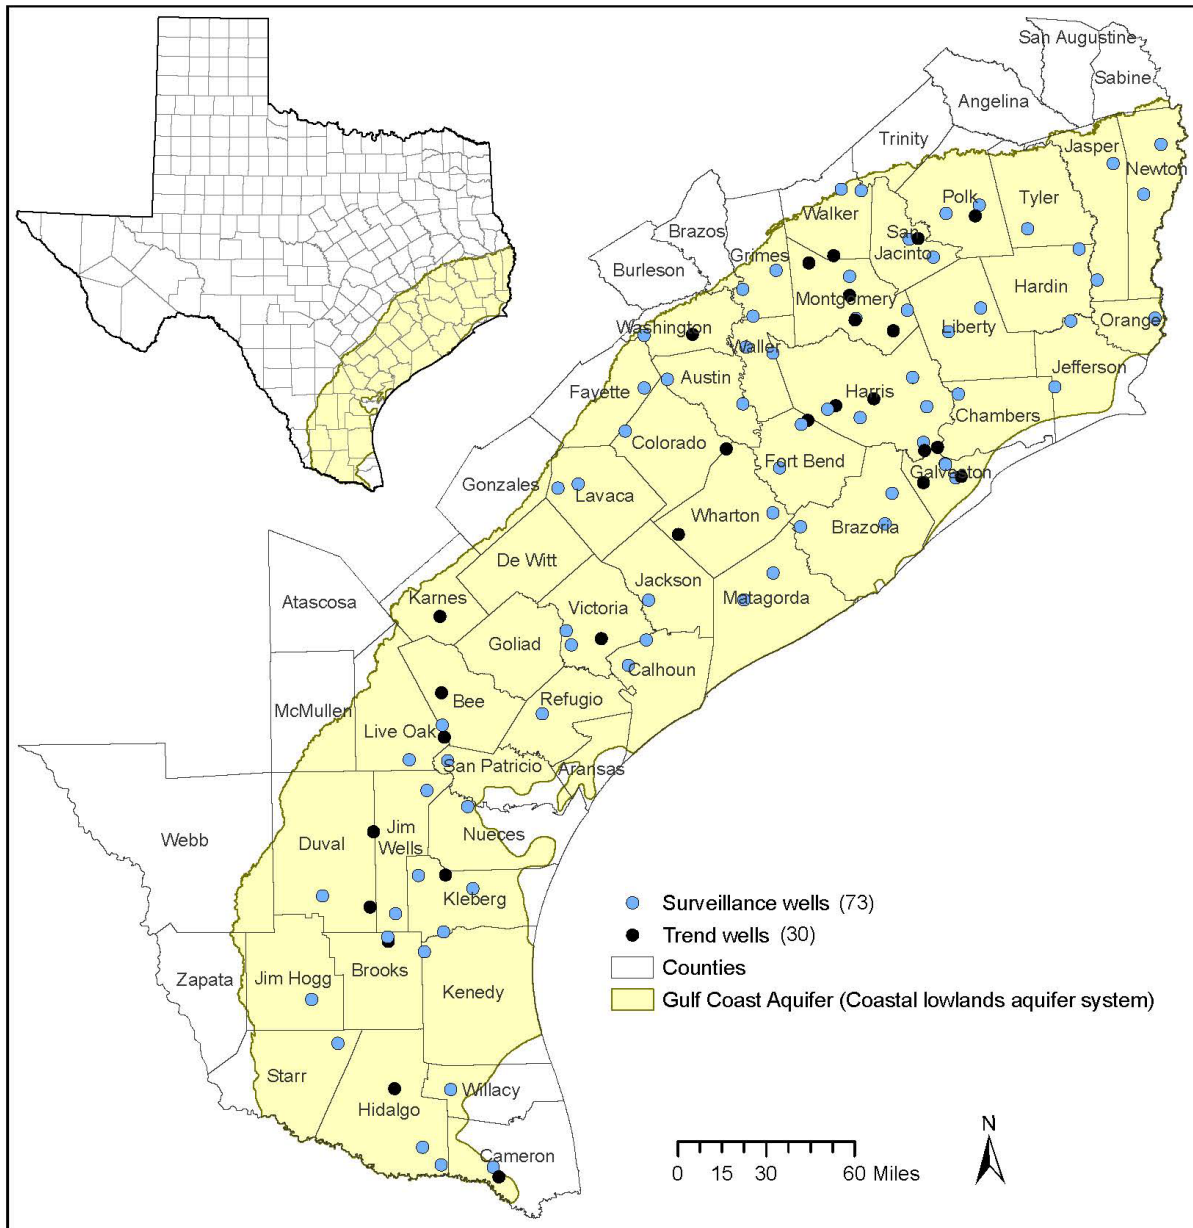 San Augustine
Sabine
Angelina
Trinity
Jasper
Newton
Polk
Tyler
Walker
San
Jacinto
Brazos
Grimes
Burleson
Hardin
Montgomery
Liberty
Orange
Washington
Waller
Jefferson
Austin
Harris
Fayette
Chambers
Colorado
Fort Bend
Galveston
Gonzales
Lavaca
Wharton
Brazoria
De Witt
Jackson
Atascosa
Karnes
Victoria
Matagorda
Goliad
Calhoun
Bee
Refugio
McMullen
Live Oak
San Patricio
Aransas
Webb
Duval
Jim
Wells
Nueces
Kleberg
Zapata
Jim Hogg
Brooks
Kenedy
Starr
Willacy
Hidalgo
Cameron
Surveillance wells (73)
Trend wells (30)
Counties
Gulf Coast Aquifer (Coastal lowlands aquifer system)
N
0 15 30 60 Miles